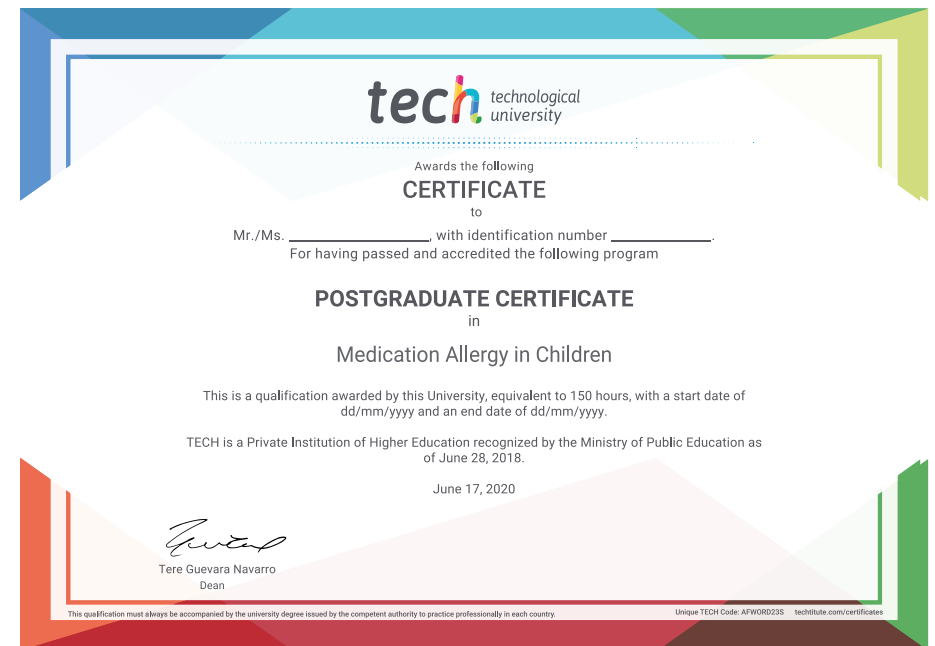 tech technological
university
Awards the following
CERTIFICATE
to
Mr./Ms. ____________________, with identification number ______________.
For having passed and accredited the following program
POSTGRADUATE CERTIFICATE
in
Medication Allergy in Children
This is a qualification awarded by this University, equivalent to 150 hours, with a start date of
dd/mm/yyyy and an end date of dd/mm/yyyy.
TECH is a Private Institution of Higher Education recognized by the Ministry of Public Education as
of June 28, 2018.
June 17, 2020
Tere Guevara Navarro
Dean
This qualification must always be accompanied by the university degree issued by the competent authority to practice professionally in each country.
Unique TECH Code: AFWORD23S techtitute.com/certificates